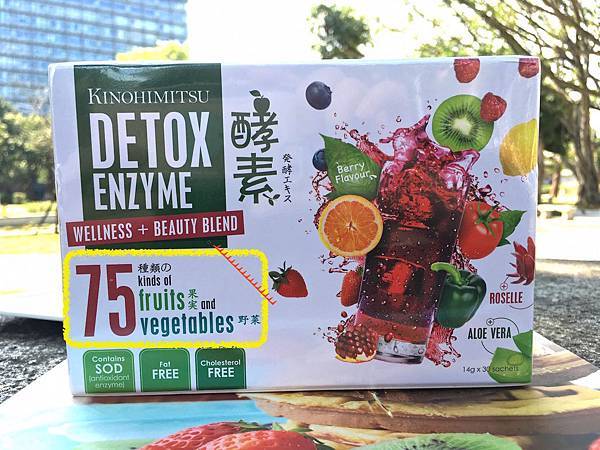 KINOHIMITSU
DETOX
ENZYME
WELLNESS + BEAUTY BLEND
酵素
発酵エキス
75
種類の
kinds of
fruits 果実 and
vegetables 野菜
Contains
SOD
(antioxidant
enzyme)
Fat
FREE
Cholesterol
FREE
Berry
Flavour
ROSELLE
ALOE VERA
14g x 30 sachets